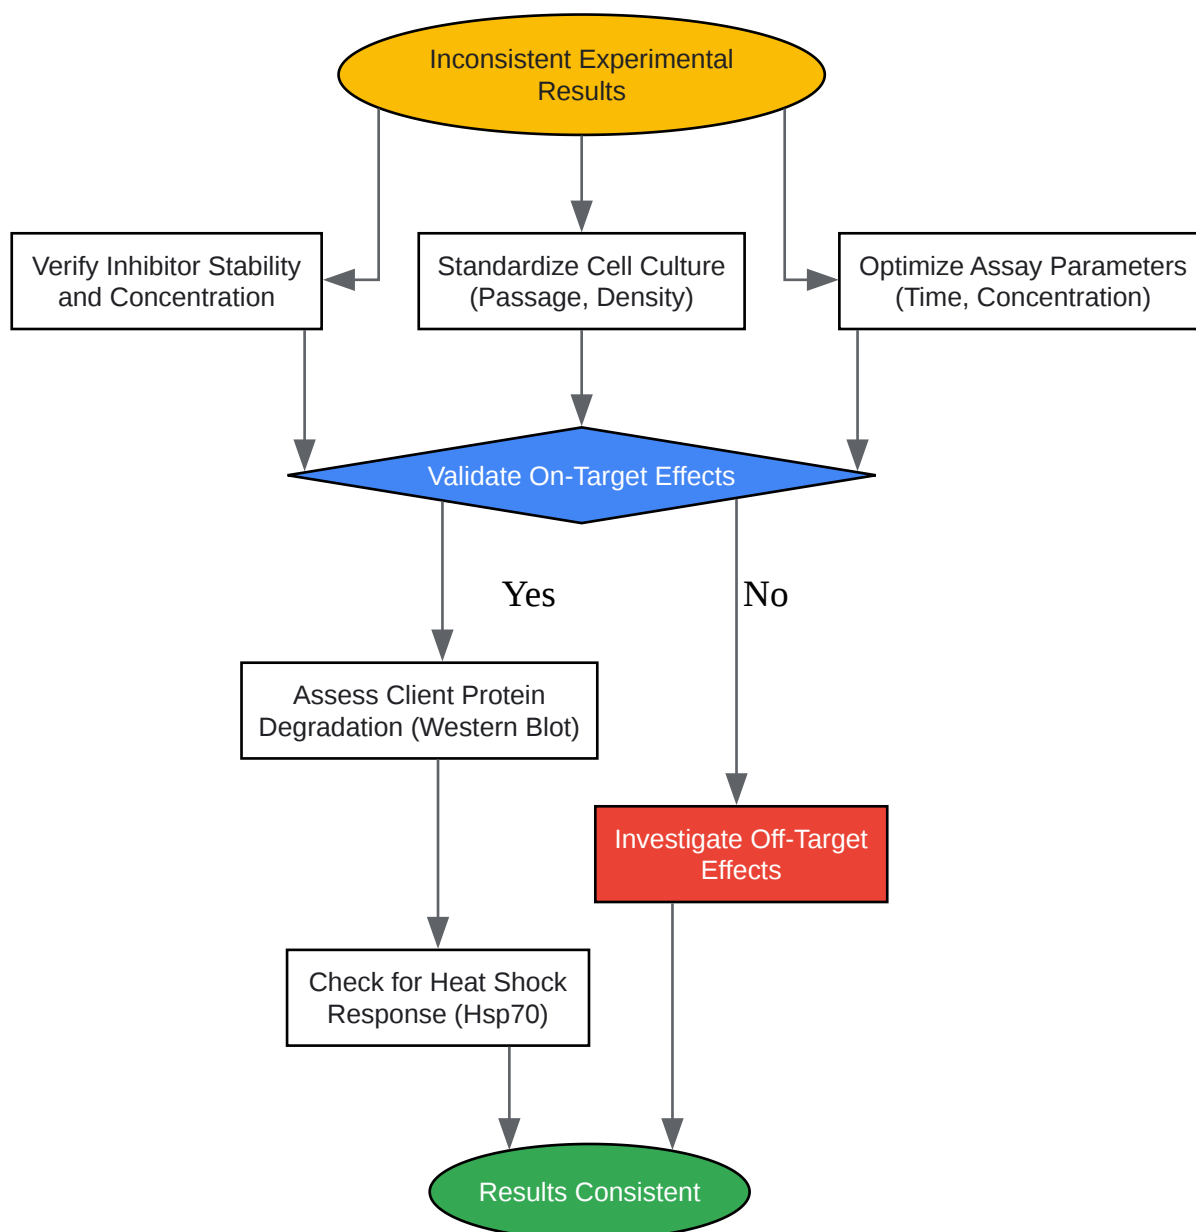 Inconsistent Experimental
Results
Verify Inhibitor Stability
and Concentration
Standardize Cell Culture
(Passage, Density)
Optimize Assay Parameters
(Time, Concentration)
Validate On-Target Effects
Yes
No
Assess Client Protein
Degradation (Western Blot)
Investigate Off-Target
Effects
Check for Heat Shock
Response (Hsp70)
Results Consistent